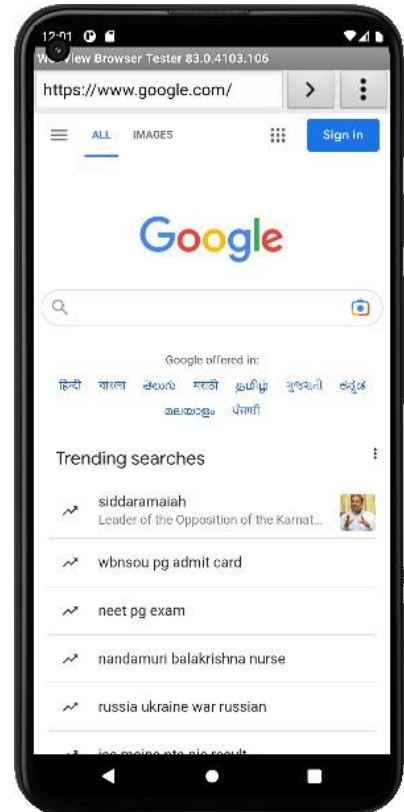 12:01
WebView Browser Tester 83.0.4103.106
https://www.google.com/
ALL IMAGES Sign in
Google
Google offered in:
हिन्दी বাংলা తెలుగు मराठी தமிழ் ગુજરાતી ಕನ್ನಡ
മലയാളം ਪੰਜਾਬੀ
Trending searches
siddaramaiah
Leader of the Opposition of the Karnat...
wbnsou pg admit card
neet pg exam
nandamuri balakrishna nurse
russia ukraine war russian